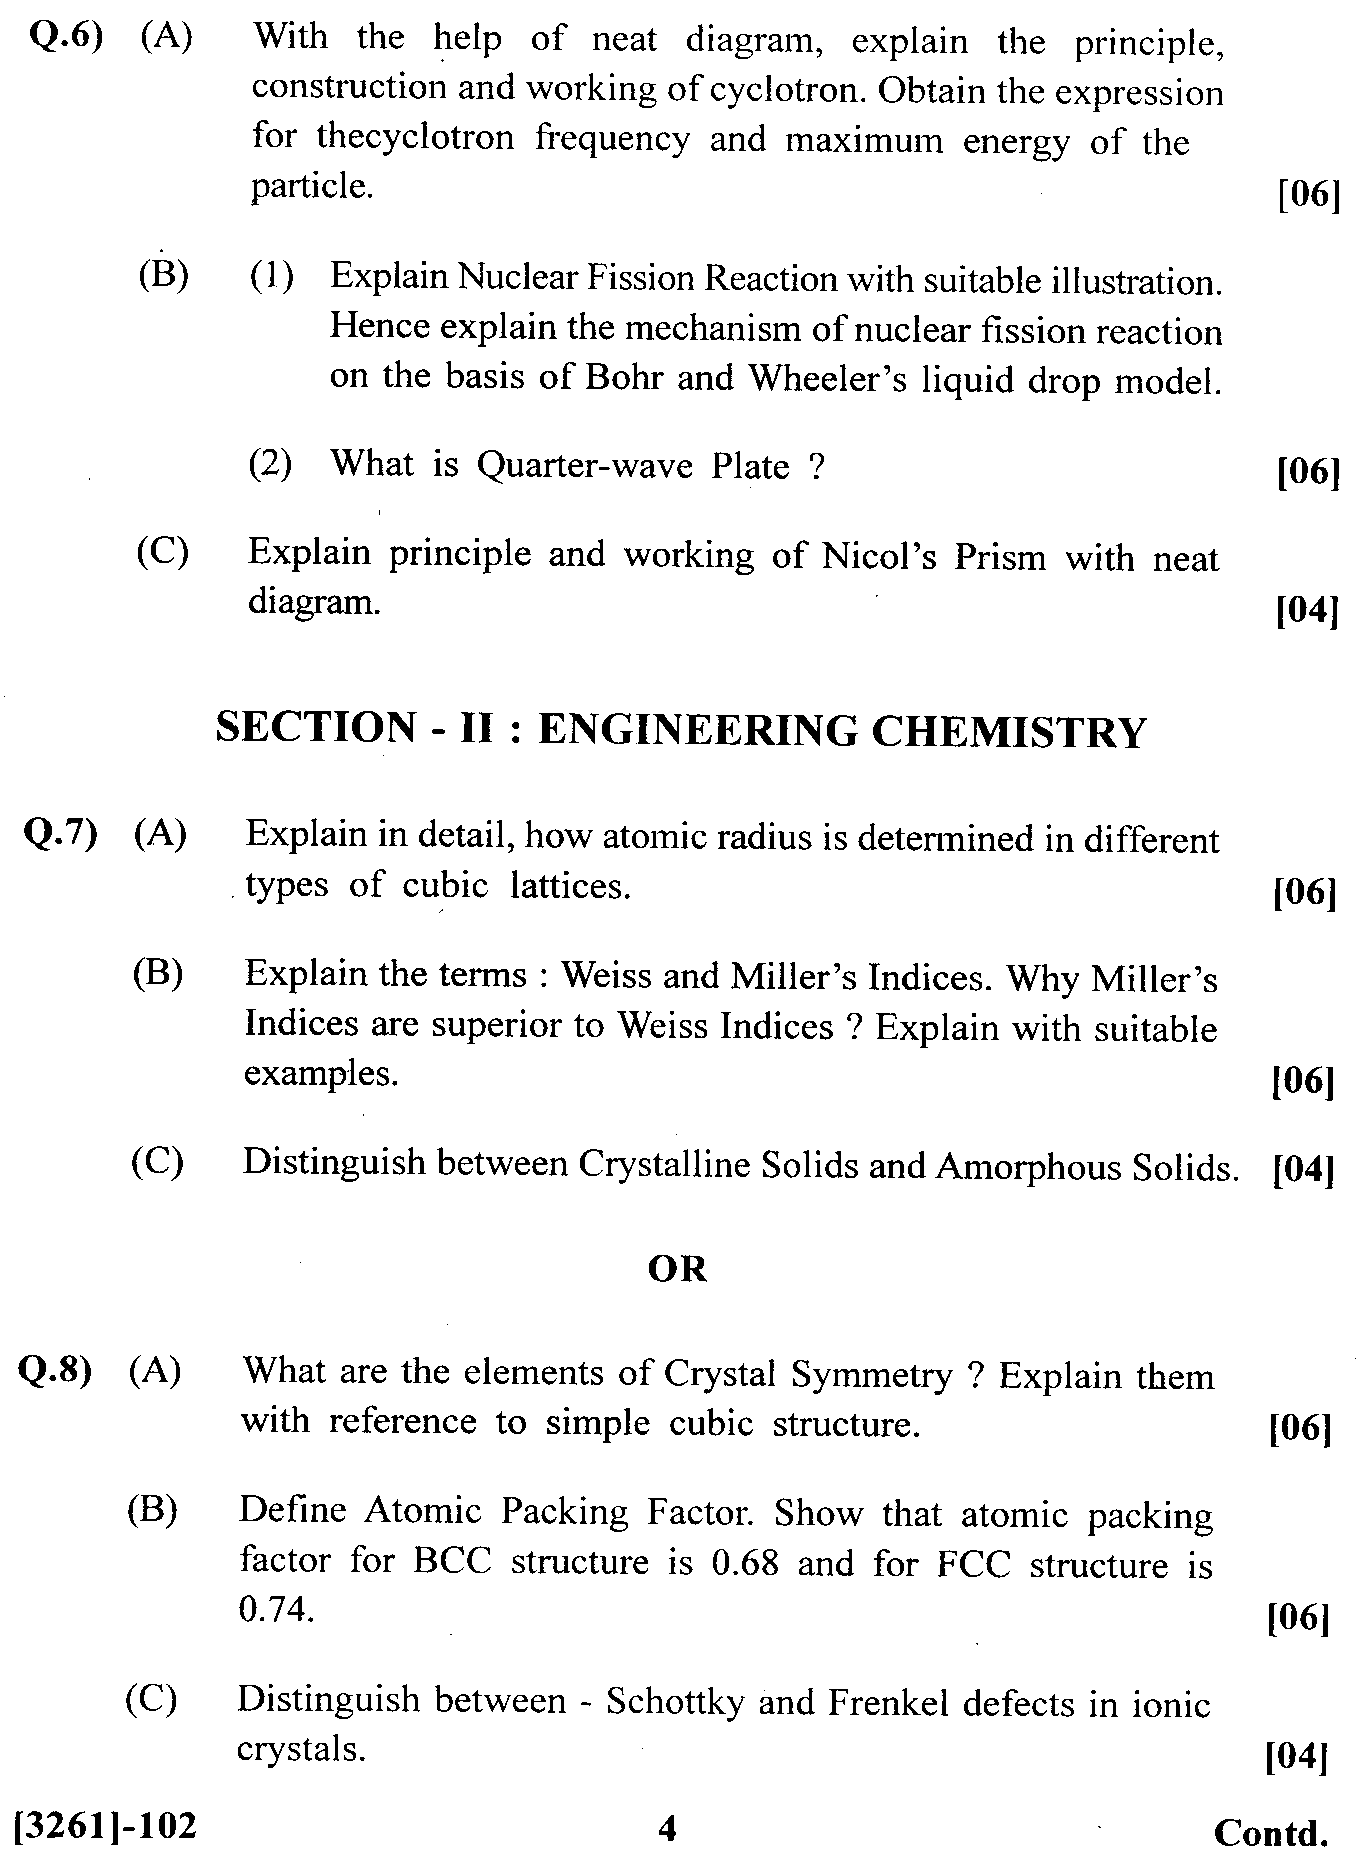 Q.6) (A) With the help of neat diagram, explain the principle,
construction and working of cyclotron. Obtain the expression
for thecyclotron frequency and maximum energy of the
particle. [06]
(B) (1) Explain Nuclear Fission Reaction with suitable illustration.
Hence explain the mechanism of nuclear fission reaction
on the basis of Bohr and Wheeler's liquid drop model.
(2) What is Quarter-wave Plate ? [06]
(C) Explain principle and working of Nicol's Prism with neat
diagram. [04]
SECTION - II : ENGINEERING CHEMISTRY
Q.7) (A) Explain in detail, how atomic radius is determined in different
types of cubic lattices. [06]
(B) Explain the terms : Weiss and Miller's Indices. Why Miller's
Indices are superior to Weiss Indices ? Explain with suitable
examples. [06]
(C) Distinguish between Crystalline Solids and Amorphous Solids. [04]
OR
Q.8) (A) What are the elements of Crystal Symmetry ? Explain them
with reference to simple cubic structure. [06]
(B) Define Atomic Packing Factor. Show that atomic packing
factor for BCC structure is 0.68 and for FCC structure is
0.74. [06]
(C) Distinguish between - Schottky and Frenkel defects in ionic
crystals. [04]
[3261]-102 4 Contd.